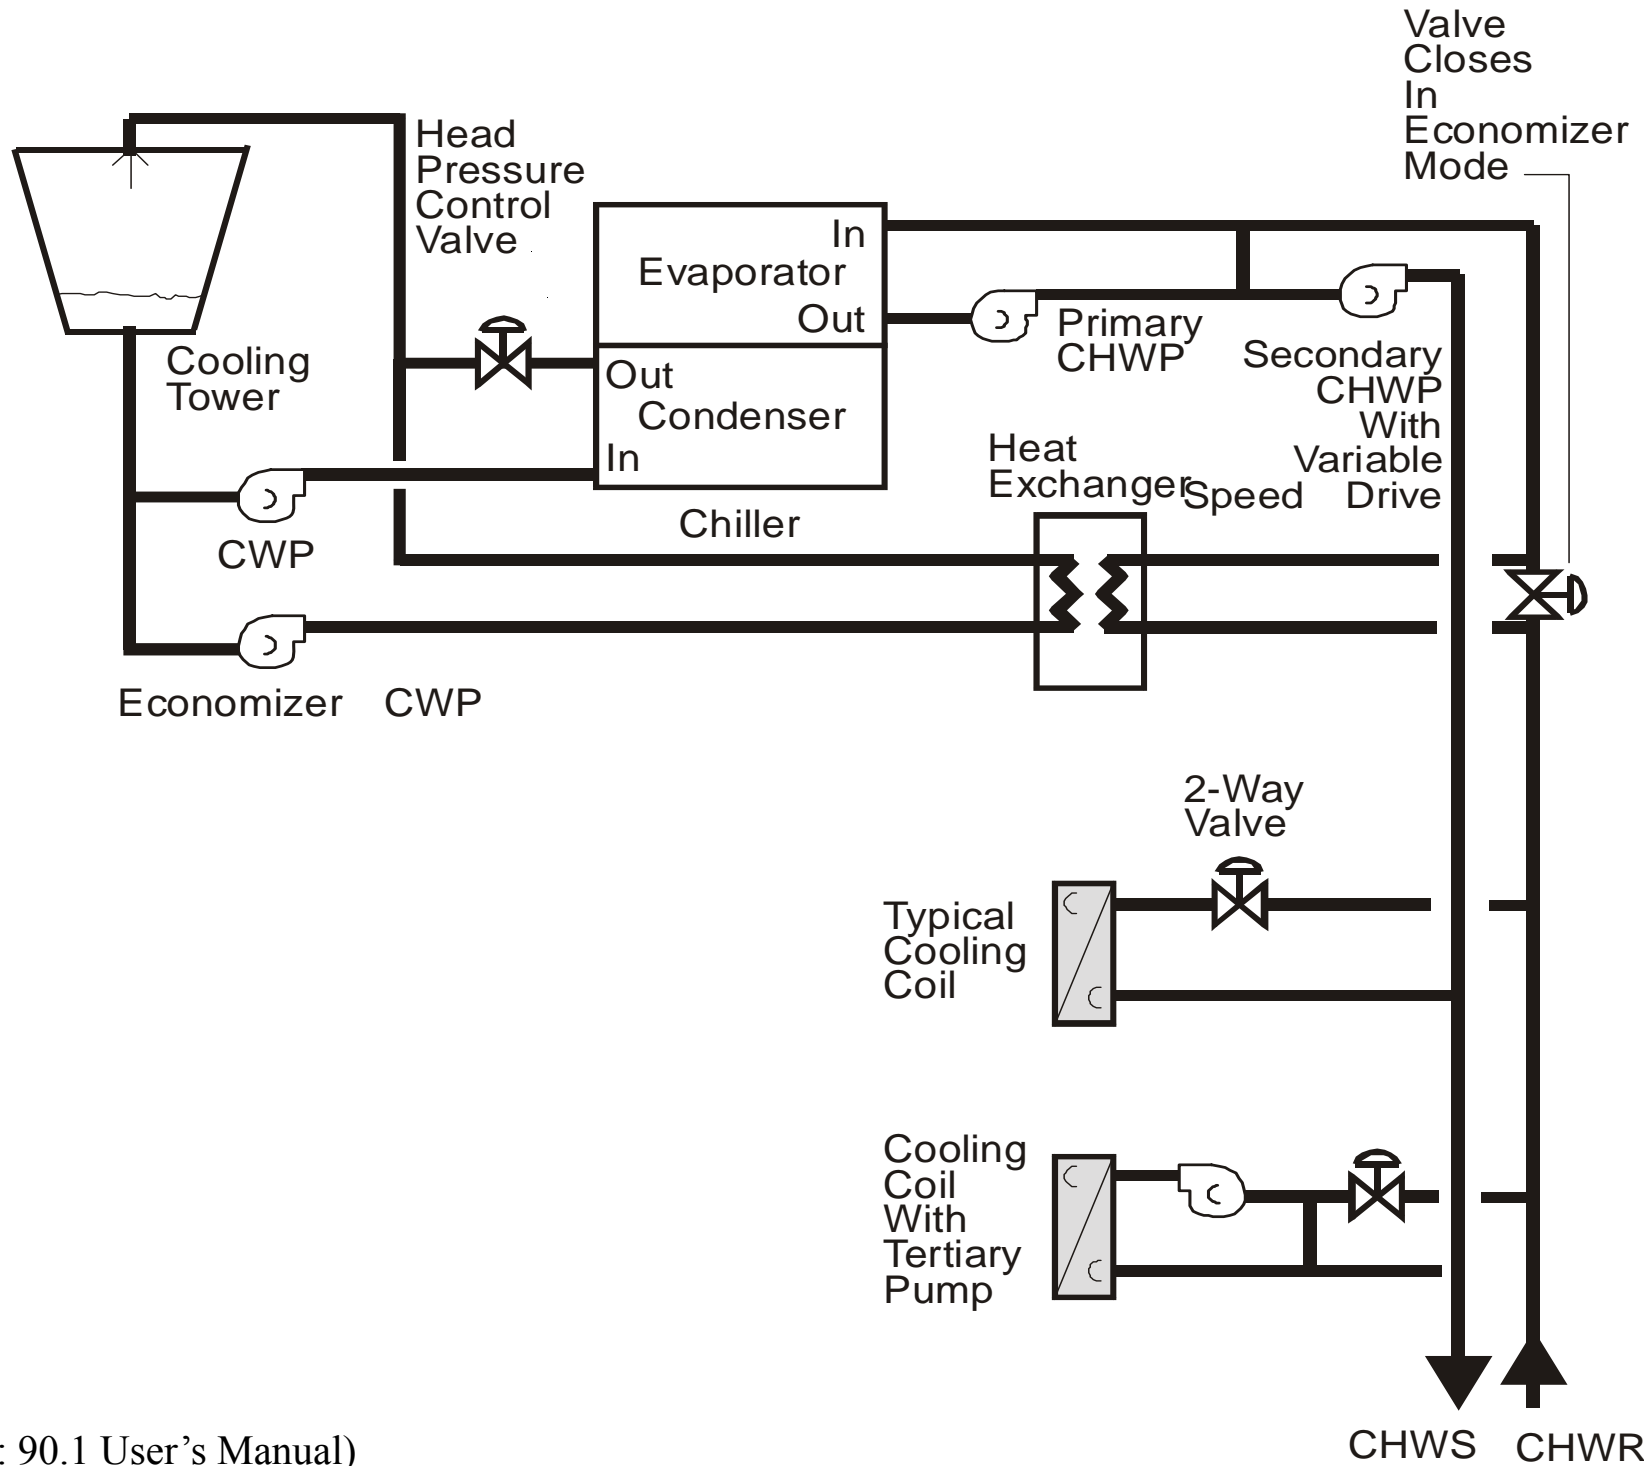 Valve
Closes
In
Economizer
Mode
Head
Pressure
Control
Valve
In
Evaporator
Out
Out
Condenser
In
Chiller
Cooling
Tower
CWP
Economizer CWP
Primary
CHWP
Secondary
CHWP
With
Variable
Speed Drive
Heat
Exchanger
2-Way
Valve
Typical
Cooling
Coil
Cooling
Coil
With
Tertiary
Pump
CHWS CHWR
: 90.1 User’s Manual)